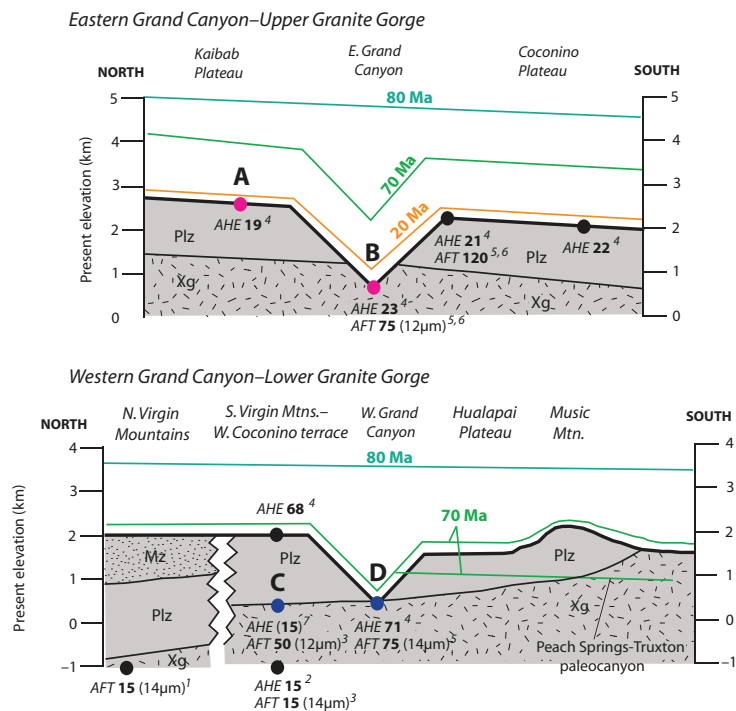 Eastern Grand Canyon–Upper Granite Gorge
Kaibab
Plateau
E. Grand
Canyon
Coconino
Plateau
NORTH
SOUTH
Present elevation (km)
5
4
3
2
1
0
5
4
3
2
1
0
80 Ma
70 Ma
20 Ma
A
B
AHE 19 4
Plz
Xg
AHE 21 4
AFT 120 5,6
Plz
AHE 22 4
Xg
AHE 23 4
AFT 75 (12µm) 5,6
Western Grand Canyon–Lower Granite Gorge
N. Virgin
Mountains
S. Virgin Mtns.–
W. Coconino terrace
W. Grand
Canyon
Hualapai
Plateau
Music
Mtn.
NORTH
SOUTH
Present elevation (km)
4
3
2
1
0
–1
4
3
2
1
0
–1
80 Ma
AHE 68 4
70 Ma
Mz
Plz
C
D
Plz
Plz
Xg
Xg
AHE (15) 7
AFT 50 (12µm) 3
AHE 71 4
AFT 75 (14µm) 5
Peach Springs-Truxton
paleocanyon
AFT 15 (14µm) 1
AHE 15 2
AFT 15 (14µm) 3